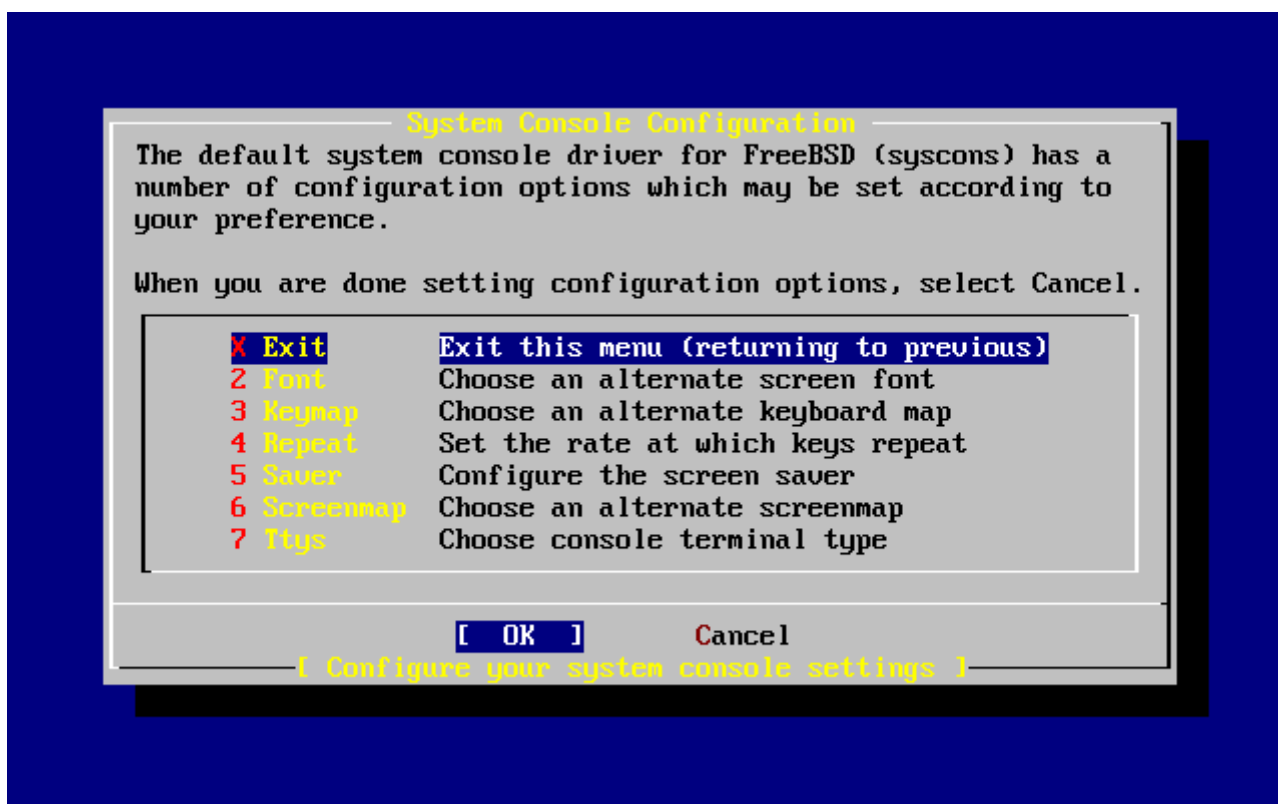 System Console Configuration
The default system console driver for FreeBSD (syscons) has a
number of configuration options which may be set according to
your preference.
When you are done setting configuration options, select Cancel.
X Exit Exit this menu (returning to previous)
2 Font Choose an alternate screen font
3 Keymap Choose an alternate keyboard map
4 Repeat Set the rate at which keys repeat
5 Saver Configure the screen saver
6 Screenmap Choose an alternate screenmap
7 Ttys Choose console terminal type
[ OK ] Cancel
[ Configure your system console settings ]